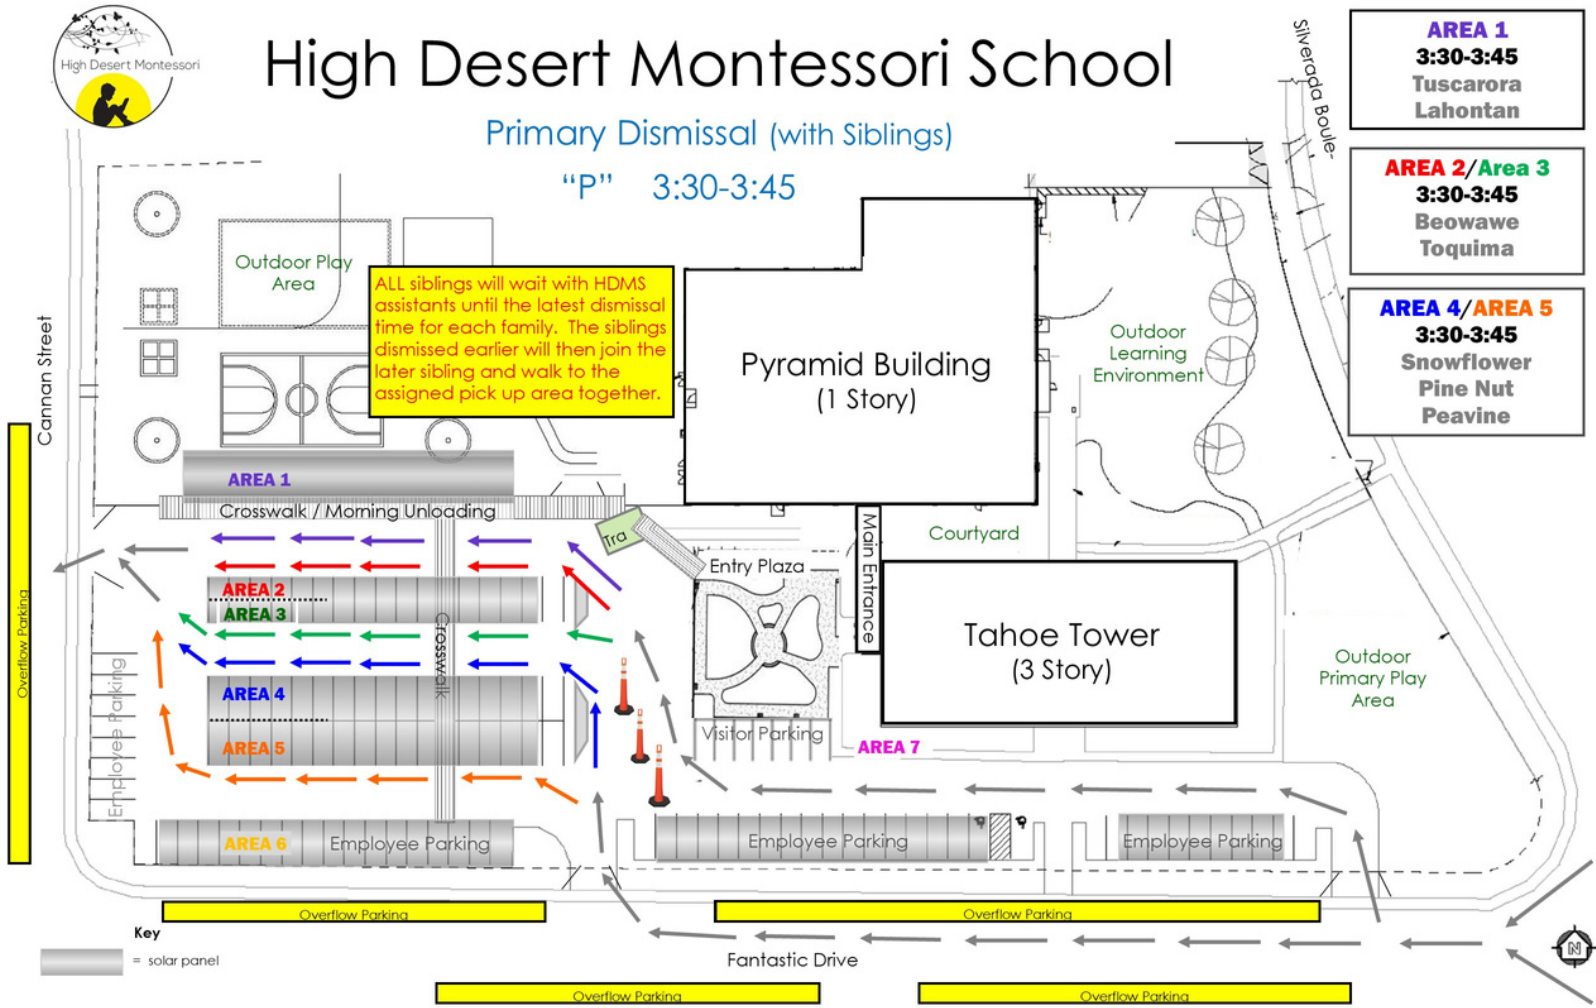 High Desert Montessori
High Desert Montessori School
Primary Dismissal (with Siblings)
“P” 3:30-3:45
Silverada Boule-
AREA 1
3:30-3:45
Tuscarora
Lahontan
AREA 2/Area 3
3:30-3:45
Beowawe
Toquima
AREA 4/AREA 5
3:30-3:45
Snowflower
Pine Nut
Peavine
Outdoor Play
Area
ALL siblings will wait with HDMS
assistants until the latest dismissal
time for each family. The siblings
dismissed earlier will then join the
later sibling and walk to the
assigned pick up area together.
Pyramid Building
(1 Story)
Outdoor
Learning
Environment
Cannan Street
AREA 1
Crosswalk / Morning Unloading
Tra
Main Entrance
Courtyard
Entry Plaza
AREA 2
AREA 3
Crosswalk
Overflow Parking
Employee Parking
AREA 4
AREA 5
Tahoe Tower
(3 Story)
Outdoor
Primary Play
Area
Visitor Parking
AREA 7
AREA 6
Employee Parking
Employee Parking
Employee Parking
Overflow Parking
Overflow Parking
Key
= solar panel
Fantastic Drive
N
Overflow Parking
Overflow Parking